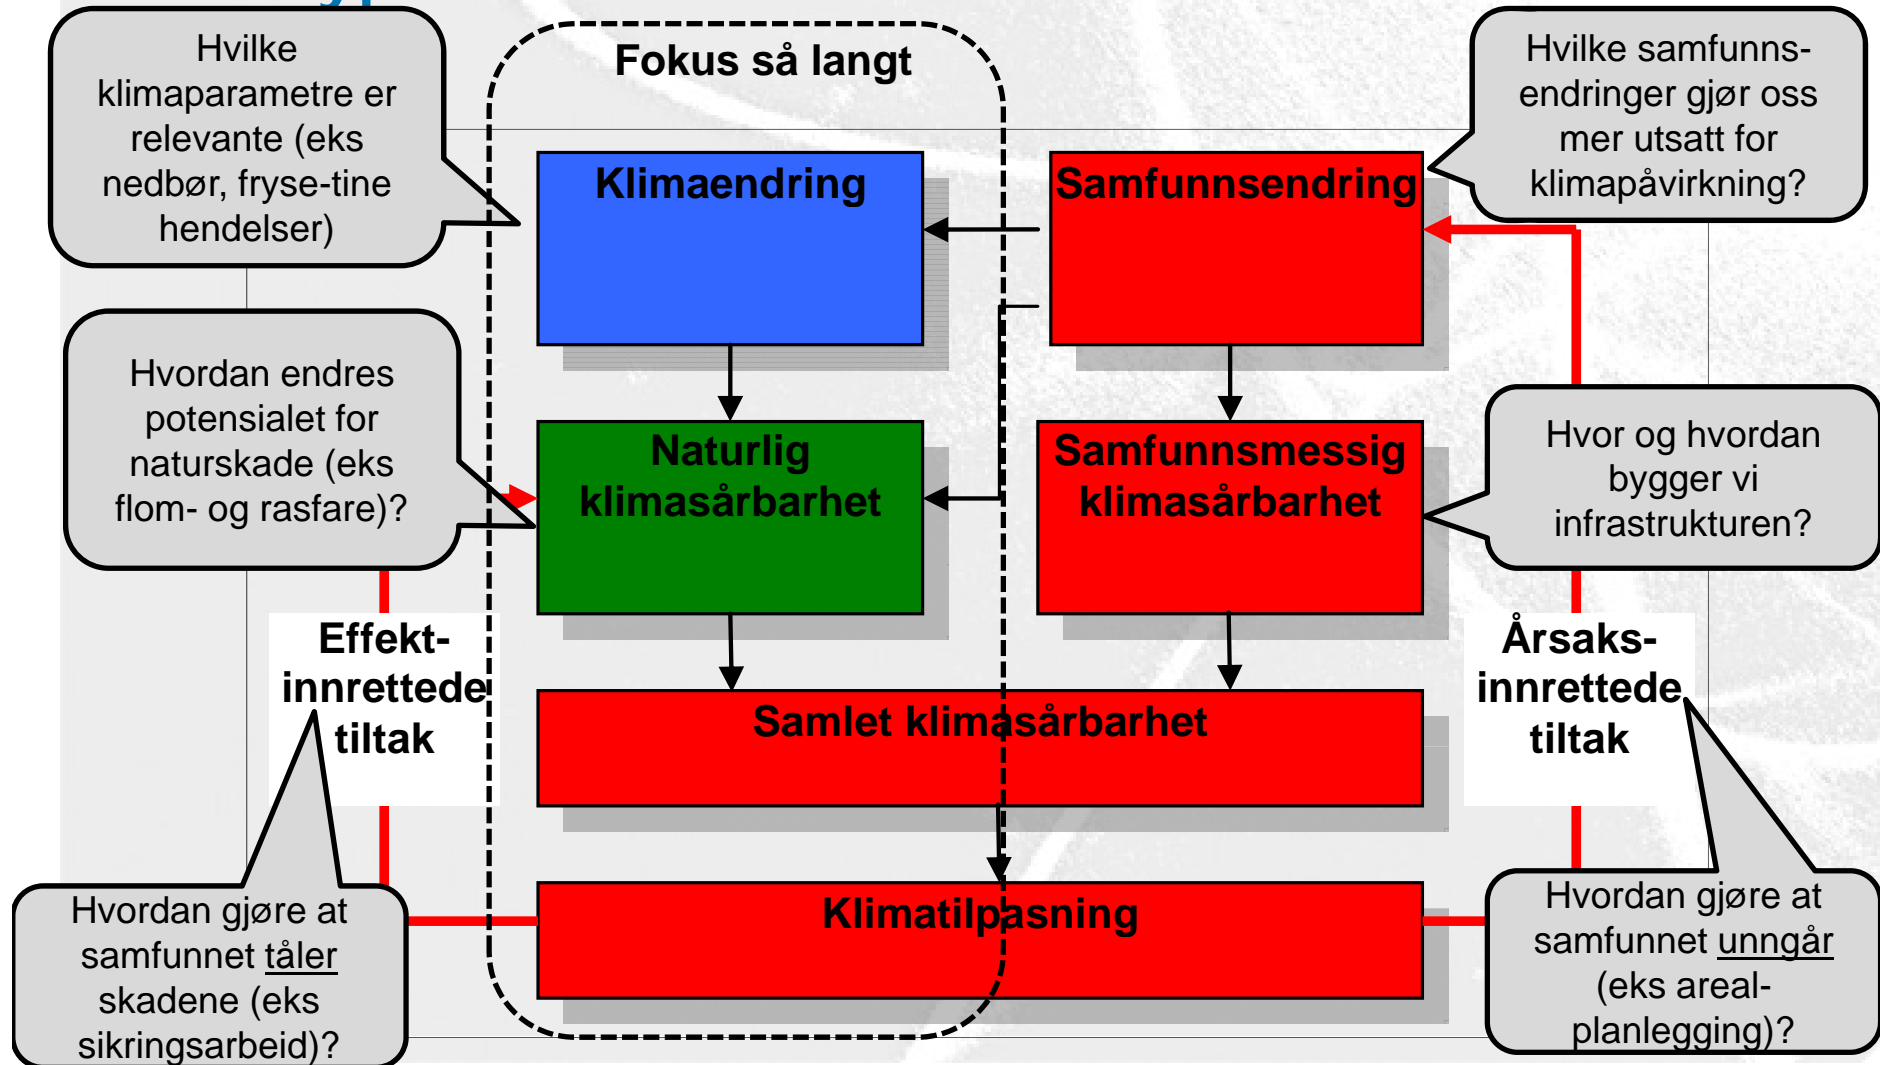 Hvilke
klimaparametre er
relevante (eks
nedbør, fryse-tine
hendelser)
Fokus så langt
Hvilke samfunns-
endringer gjør oss
mer utsatt for
klimapåvirkning?
Klimaendring
Samfunnsendring
Hvordan endres
potensialet for
naturskade (eks
flom- og rasfare)?
Naturlig
klimasårbarhet
Samfunnsmessig
klimasårbarhet
Hvor og hvordan
bygger vi
infrastrukturen?
Effekt-
innrettede
tiltak
Årsaks-
innrettede
tiltak
Samlet klimasårbarhet
Klimatilpasning
Hvordan gjøre at
samfunnet tåler
skadene (eks
sikringsarbeid)?
Hvordan gjøre at
samfunnet unngår
(eks areal-
planlegging)?